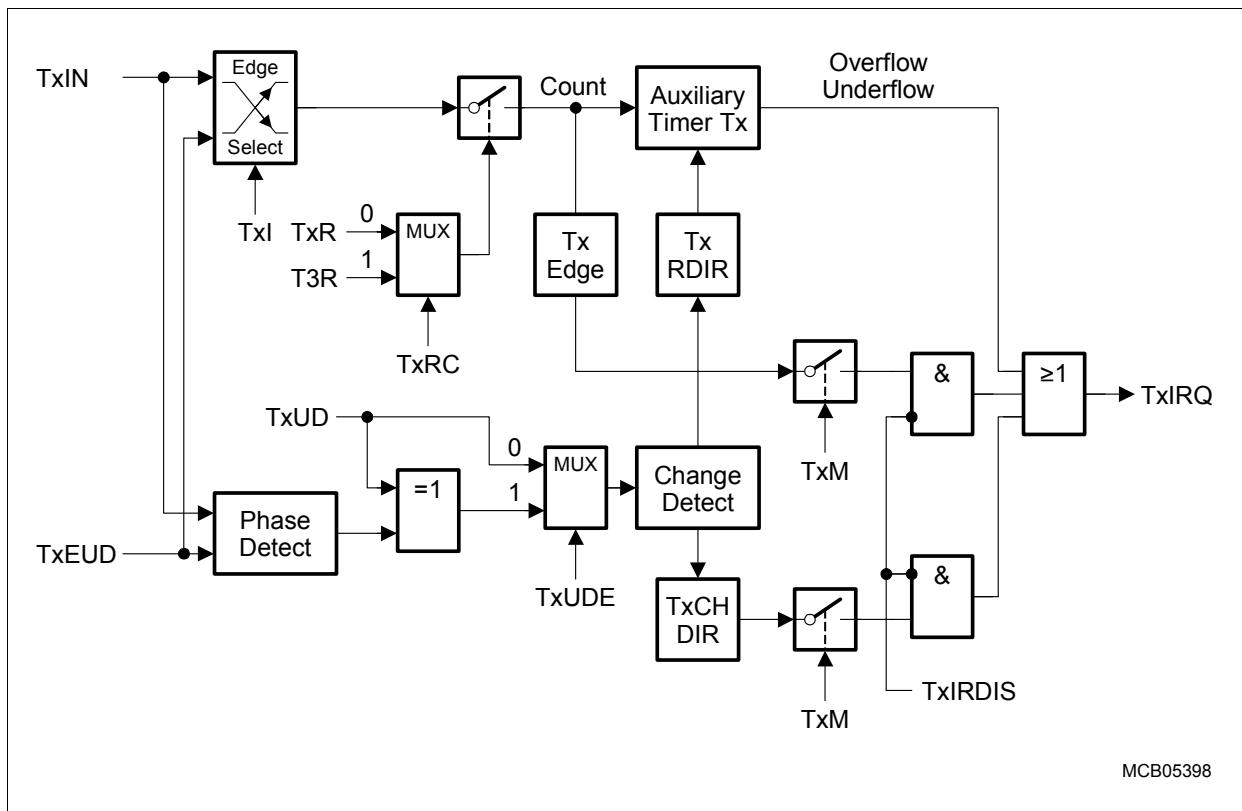 TxIN
Edge
Select
TxI
Count
Auxiliary
Timer Tx
Overflow
Underflow
TxR
0
T3R
1
MUX
TxRC
Tx
Edge
Tx
RDIR
TxM
&
≥1
TxIRQ
TxUD
0
1
=1
MUX
Change
Detect
Phase
Detect
TxEUD
TxUDE
TxCH
DIR
TxM
&
TxIRDIS
MCB05398